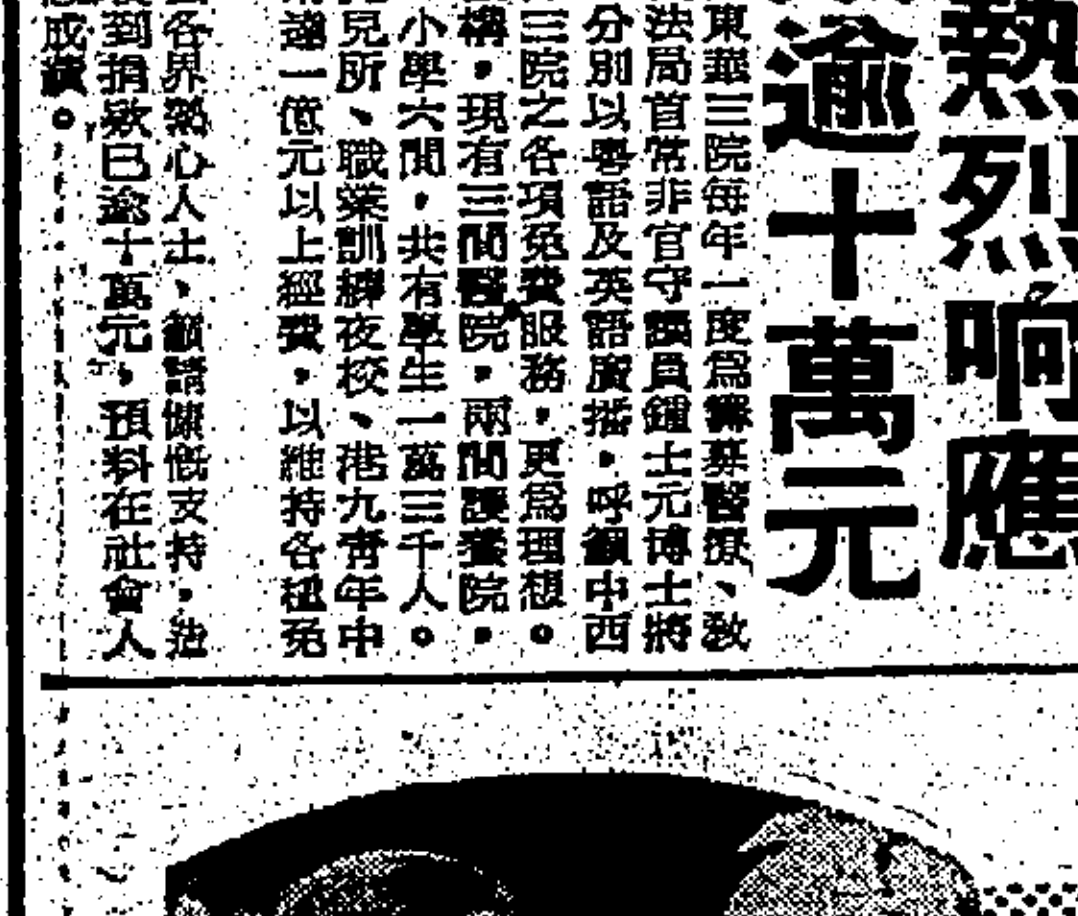 熱烈响應
逾十萬元
東華三院每年一度為籌募醫療、教
法局首常非官守議員鍾士元博士將
分別以粵語及英語廣播，呼籲中西
三院之各項免費服務，更為理想。
構，現有三間醫院，兩間護養院，
小學六間，共有學生一萬三千人。
見所、職業訓練夜校、港九青年中
達一億元以上經費，以維持各種免
各界熱心人士、籲請慷慨支持，造
到捐款已逾十萬元，預料在社會人
成績。